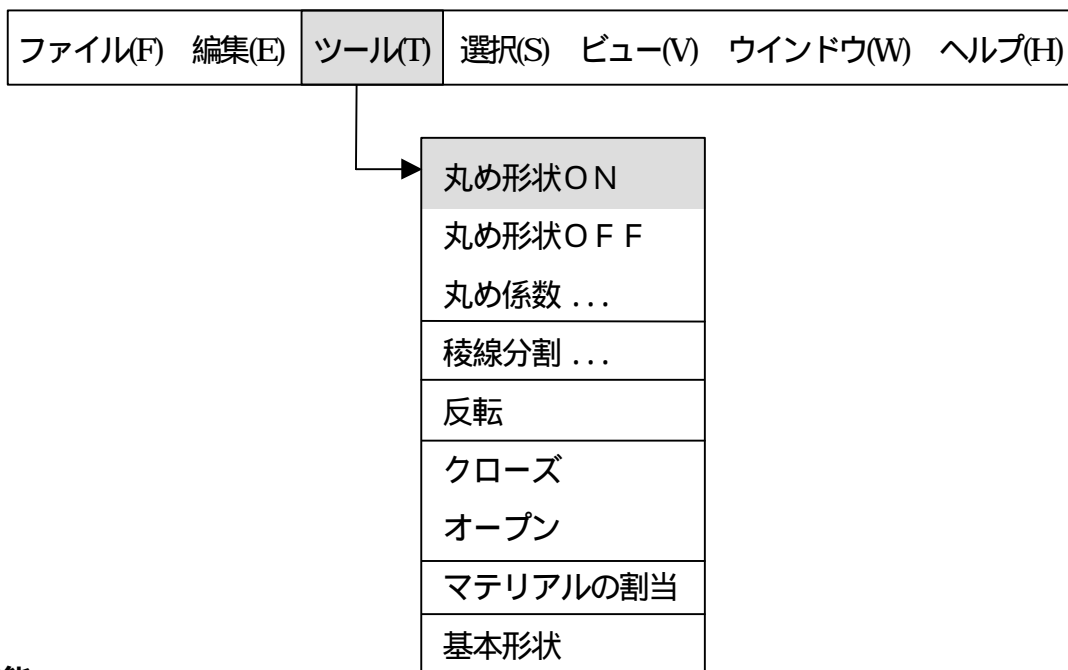 ファイル(F) 編集(E) ツール(T) 選択(S) ビュー(V) ウインドウ(W) ヘルプ(H)
丸め形状ＯＮ
丸め形状ＯＦＦ
丸め係数 ...
稜線分割 ...
反転
クローズ
オープン
マテリアルの割当
基本形状